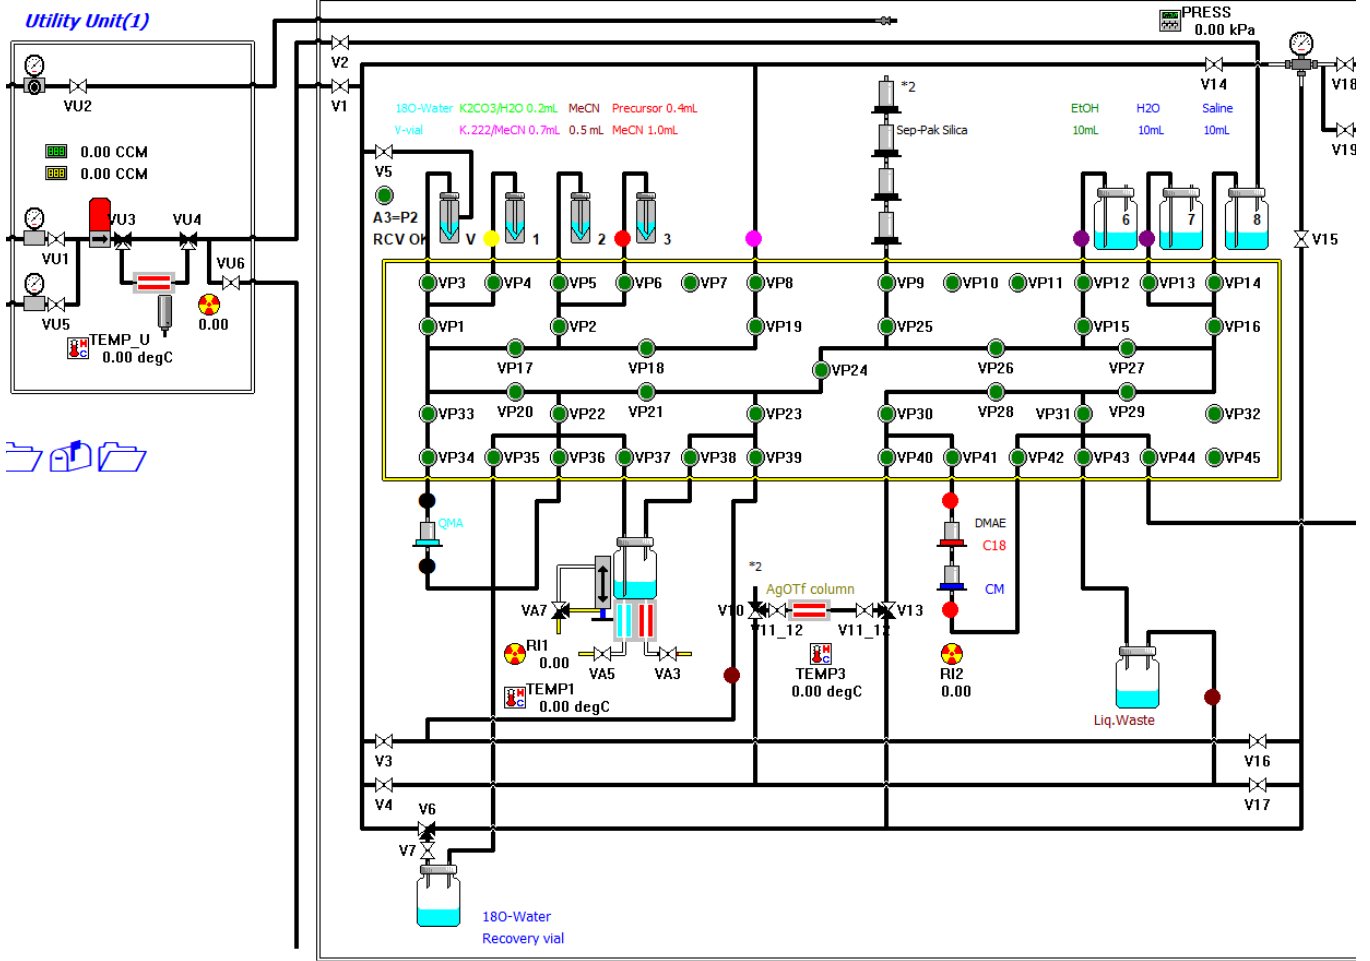 Utility Unit(1)
PRESS
0.00 kPa
V2
V14
V18
VU2
V1
18O-Water K2CO3/H2O 0.2mL MeCN Precursor 0.4mL
*2
EtOH H2O Saline
V-vial K.222/MeCN 0.7mL 0.5 mL MeCN 1.0mL
Sep-Pak Silica
10mL 10mL 10mL
V19
0.00 CCM
0.00 CCM
V5
A3=P2
RCV OK
V 1 2 3
6 7 8
VU3 VU4
VU1
VU6
V15
VU5
0.00
TEMP_U
0.00 degC
VP3 VP4 VP5 VP6 VP7 VP8 VP9 VP10 VP11 VP12 VP13 VP14
VP1 VP2 VP19 VP25 VP15 VP16
VP17 VP18 VP24 VP26 VP27
VP20 VP21 VP28 VP29
VP33 VP22 VP23 VP30 VP31 VP32
VP34 VP35 VP36 VP37 VP38 VP39 VP40 VP41 VP42 VP43 VP44 VP45
QMA
DMAE
C18
*2
AgOTf column
CM
VA7
V10
V11_12 V11_12
V13
RI1
0.00
VA5 VA3
TEMP3
0.00 degC
RI2
0.00
TEMP1
0.00 degC
Liq.Waste
V3
V16
V4
V17
V6
V7
18O-Water
Recovery vial